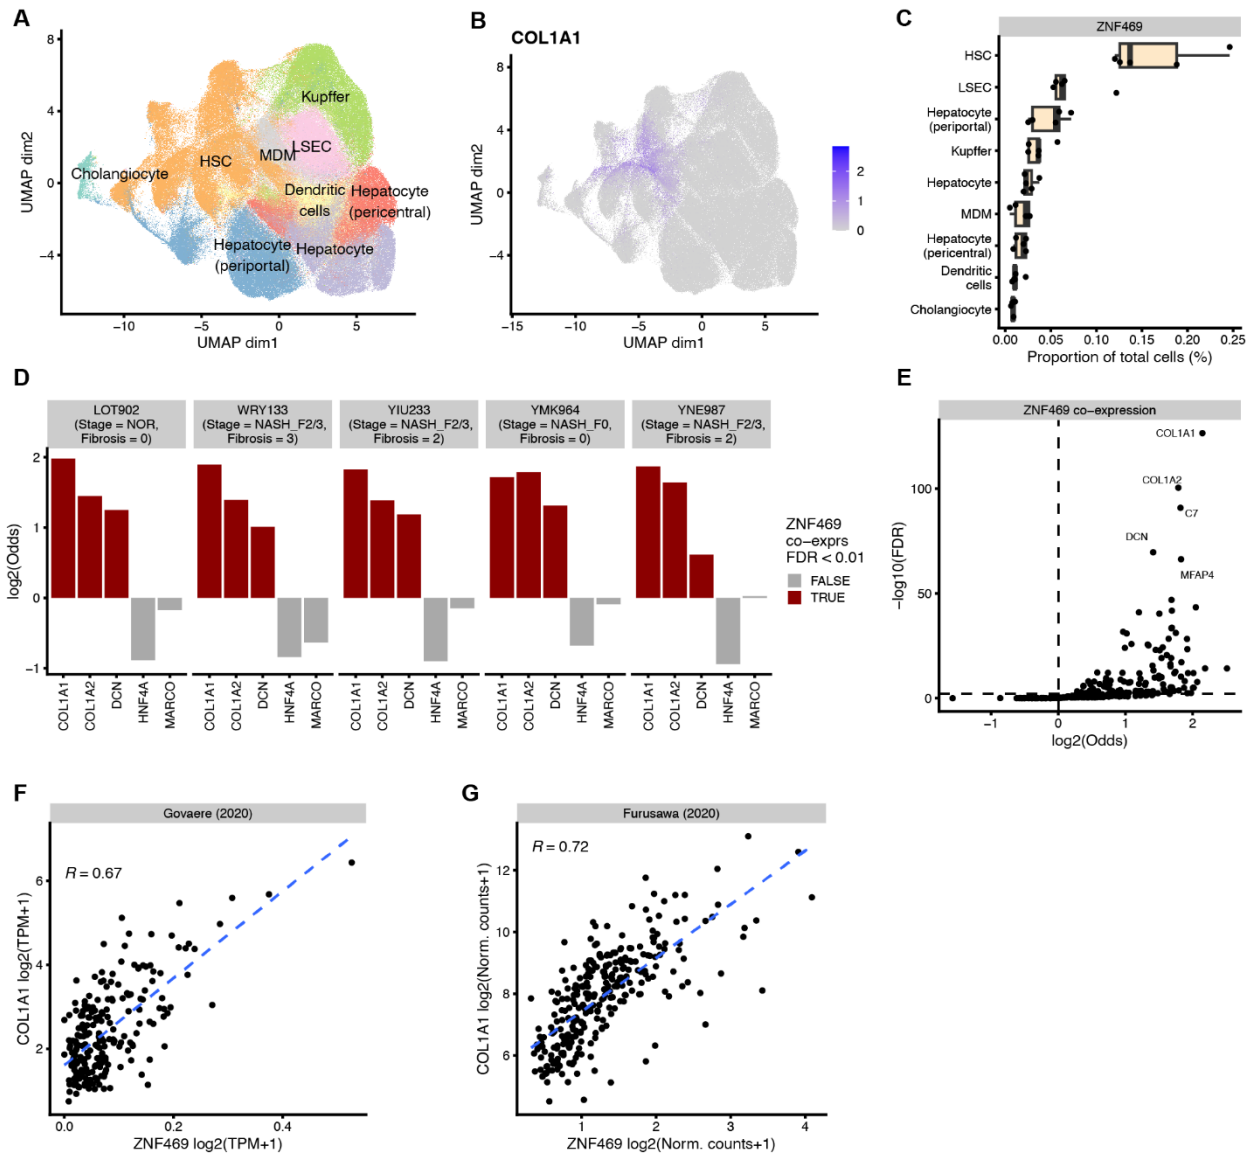 A
8
4
0
−4
−10
−5
0
5
UMAP dim2
UMAP dim1
Kupffer
LSEC
MDM
HSC
Cholangiocyte
Dendritic
cells
Hepatocyte
(pericentral)
Hepatocyte
(periportal)
Hepatocyte
B
COL1A1
8
4
0
−4
−15
−10
−5
0
5
UMAP dim2
UMAP dim1
2
1
0
C
ZNF469
HSC
LSEC
Hepatocyte
(periportal)
Kupffer
Hepatocyte
MDM
Hepatocyte
(pericentral)
Dendritic
cells
Cholangiocyte
0.00
0.05
0.10
0.15
0.20
0.25
Proportion of total cells (%)
D
LOT902
(Stage = NOR,
Fibrosis = 0)
WRY133
(Stage = NASH_F2/3,
Fibrosis = 3)
YIU233
(Stage = NASH_F2/3,
Fibrosis = 2)
YMK964
(Stage = NASH_F0,
Fibrosis = 0)
YNE987
(Stage = NASH_F2/3,
Fibrosis = 2)
2
1
0
−1
log2(Odds)
COL1A1
COL1A2
DCN
HNF4A
MARCO
COL1A1
COL1A2
DCN
HNF4A
MARCO
COL1A1
COL1A2
DCN
HNF4A
MARCO
COL1A1
COL1A2
DCN
HNF4A
MARCO
COL1A1
COL1A2
DCN
HNF4A
MARCO
ZNF469
co-exprs
FDR < 0.01
FALSE
TRUE
E
ZNF469 co-expression
COL1A1
COL1A2
C7
DCN
MFAP4
100
50
0
−1
0
1
2
−log10(FDR)
log2(Odds)
F
Govaere (2020)
R = 0.67
6
4
2
0.0
0.2
0.4
COL1A1 log2(TPM+1)
ZNF469 log2(TPM+1)
G
Furusawa (2020)
R = 0.72
12
10
8
6
1
2
3
4
COL1A1 log2(Norm. counts+1)
ZNF469 log2(Norm. counts+1)